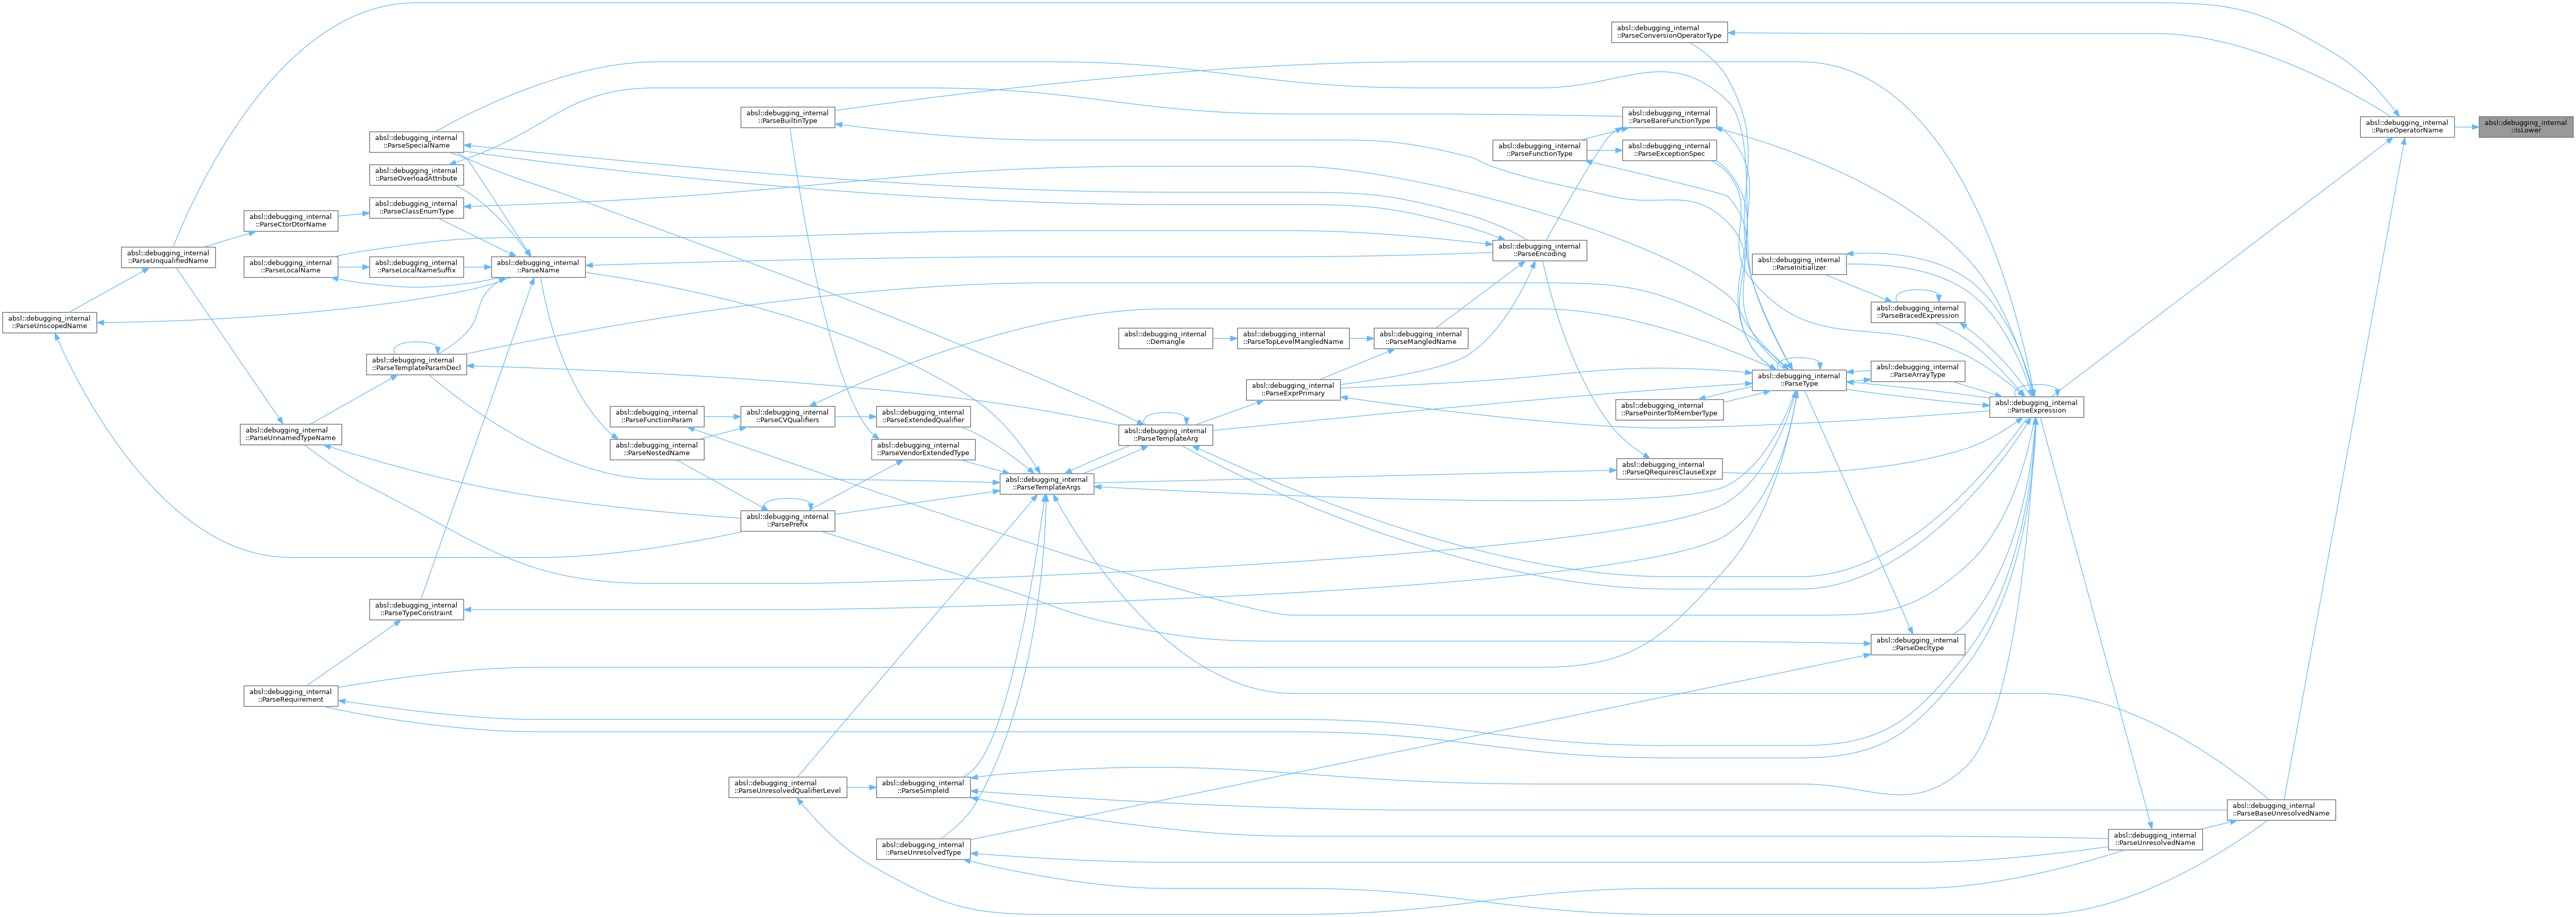 absl::debugging_internal
::ParseConversionOperatorType
absl::debugging_internal
::ParseBuiltinType
absl::debugging_internal
::ParseBareFunctionType
absl::debugging_internal
::ParseOperatorName
absl::debugging_internal
::IsLower
absl::debugging_internal
::ParseSpecialName
absl::debugging_internal
::ParseFunctionType
absl::debugging_internal
::ParseExceptionSpec
absl::debugging_internal
::ParseOverloadAttribute
absl::debugging_internal
::ParseClassEnumType
absl::debugging_internal
::ParseCtorDtorName
absl::debugging_internal
::ParseUnqualifiedName
absl::debugging_internal
::ParseEncoding
absl::debugging_internal
::ParseLocalName
absl::debugging_internal
::ParseLocalNameSuffix
absl::debugging_internal
::ParseName
absl::debugging_internal
::ParseInitializer
absl::debugging_internal
::ParseBracedExpression
absl::debugging_internal
::ParseUnscopedName
absl::debugging_internal
::Demangle
absl::debugging_internal
::ParseTopLevelMangledName
absl::debugging_internal
::ParseMangledName
absl::debugging_internal
::ParseTemplateParamDecl
absl::debugging_internal
::ParseArrayType
absl::debugging_internal
::ParseType
absl::debugging_internal
::ParseExprPrimary
absl::debugging_internal
::ParsePointerToMemberType
absl::debugging_internal
::ParseExpression
absl::debugging_internal
::ParseFunctionParam
absl::debugging_internal
::ParseCVQualifiers
absl::debugging_internal
::ParseExtendedQualifier
absl::debugging_internal
::ParseUnnamedTypeName
absl::debugging_internal
::ParseTemplateArg
absl::debugging_internal
::ParseNestedName
absl::debugging_internal
::ParseVendorExtendedType
absl::debugging_internal
::ParseQRequiresClauseExpr
absl::debugging_internal
::ParseTemplateArgs
absl::debugging_internal
::ParsePrefix
absl::debugging_internal
::ParseTypeConstraint
absl::debugging_internal
::ParseDecltype
absl::debugging_internal
::ParseRequirement
absl::debugging_internal
::ParseUnresolvedQualifierLevel
absl::debugging_internal
::ParseSimpleId
absl::debugging_internal
::ParseBaseUnresolvedName
absl::debugging_internal
::ParseUnresolvedName
absl::debugging_internal
::ParseUnresolvedType